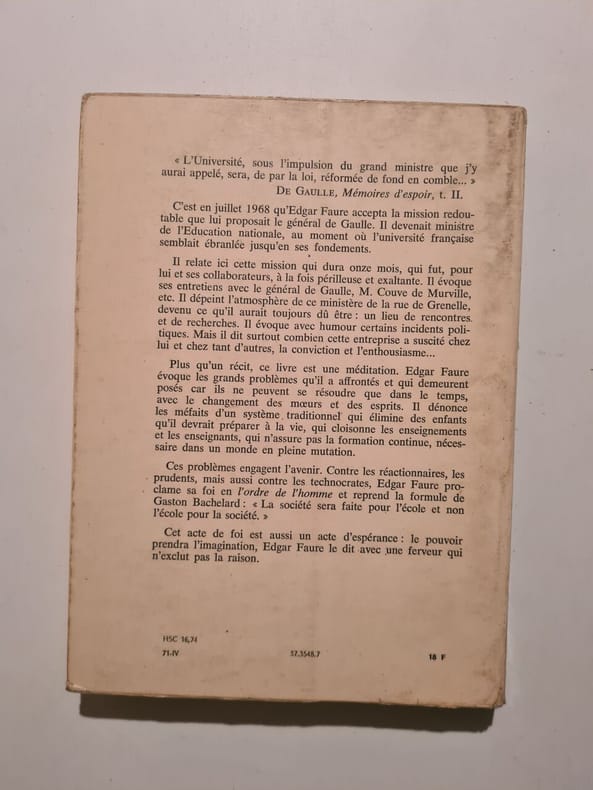 « L'Université, sous l'impulsion du grand ministre que j'y
aurai appelé, sera, de par la loi, réformée de fond en comble... »
DE GAULLE, Mémoires d'espoir, t. II.
C'est en juillet 1968 qu'Edgar Faure accepta la mission redou-
table que lui proposait le général de Gaulle. Il devenait ministre
de l'Education nationale, au moment où l'université française
semblait ébranlée jusqu'en ses fondements.
Il relate ici cette mission qui dura onze mois, qui fut, pour
lui et ses collaborateurs, à la fois périlleuse et exaltante. Il évoque
ses entretiens avec le général de Gaulle, M. Couve de Murville,
etc. Il dépeint l'atmosphère de ce ministère de la rue de Grenelle,
devenu ce qu'il aurait toujours dû être : un lieu de rencontres
et de recherches. Il évoque avec humour certains incidents poli-
tiques. Mais il dit surtout combien cette entreprise a suscité chez
lui et chez tant d'autres, la conviction et l'enthousiasme...
Plus qu'un récit, ce livre est une méditation. Edgar Faure
évoque les grands problèmes qu'il a affrontés et qui demeurent
posés car ils ne peuvent se résoudre que dans le temps,
avec le changement des mœurs et des esprits. Il dénonce
les méfaits d'un système traditionnel qui élimine des enfants
qu'il devrait préparer à la vie, qui cloisonne les enseignements
et les enseignants, qui n'assure pas la formation continue, néces-
saire dans un monde en pleine mutation.
Ces problèmes engagent l'avenir. Contre les réactionnaires, les
prudents, mais aussi contre les technocrates, Edgar Faure pro-
clame sa foi en l'ordre de l'homme et reprend la formule de
Gaston Bachelard : « La société sera faite pour l'école et non
l'école pour la société. »
Cet acte de foi est aussi un acte d'espérance : le pouvoir
prendra l'imagination, Edgar Faure le dit avec une ferveur qui
n'exclut pas la raison.
HSC 16,74
71-IV 57.3548.7 18 F